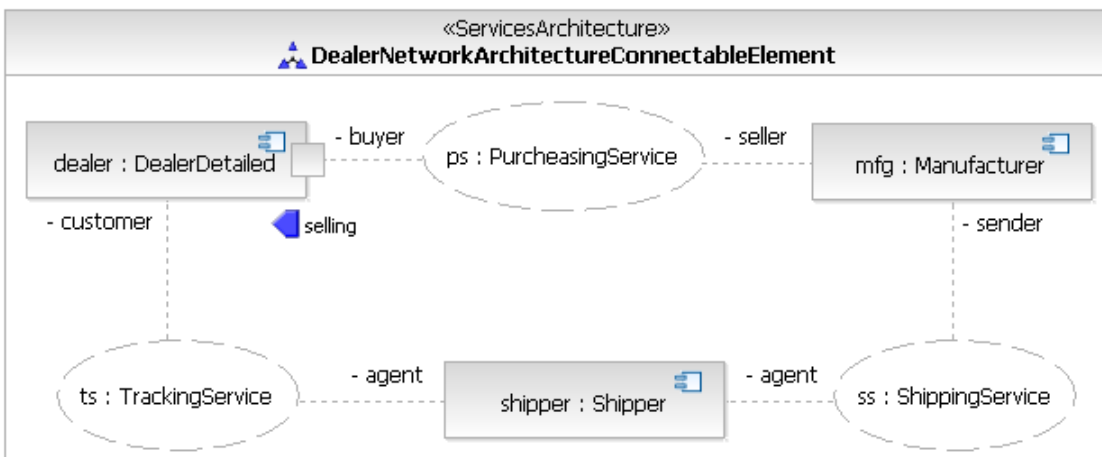 «ServicesArchitecture»
DealerNetworkArchitectureConnectableElement
- buyer
- seller
dealer : DealerDetailed
ps : PurcheasingService
mfg : Manufacturer
- customer
selling
- sender
- agent
- agent
ts : TrackingService
shipper : Shipper
ss : ShippingService